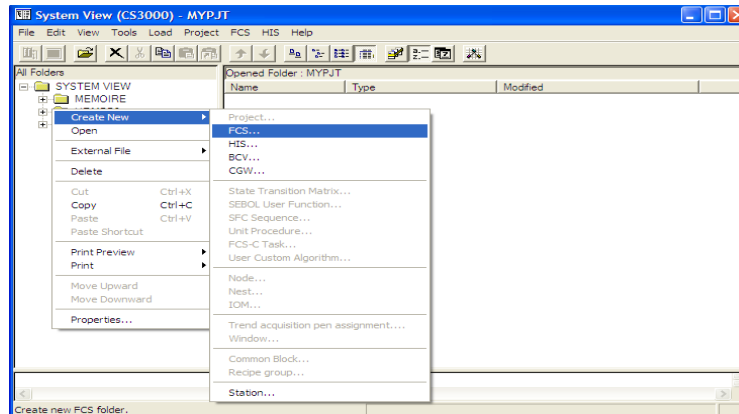 System View (CS3000) - MYPJT
File Edit View Tools Load Project FCS HIS Help
All Folders
Opened Folder : MYPJT
SYSTEM VIEW
Name Type Modified
MEMOIRE
Create New
Open
External File
Delete
Cut Ctrl+X
Copy Ctrl+C
Paste Ctrl+V
Paste Shortcut
Print Preview
Print
Move Upward
Move Downward
Properties...
Project...
FCS...
HIS...
BCV...
CGW...
State Transition Matrix...
SEBOL User Function...
SFC Sequence...
Unit Procedure...
FCS-C Task...
User Custom Algorithm...
Node...
Nest...
IOM...
Trend acquisition pen assignment....
Window...
Common Block...
Recipe group...
Station...
Create new FCS folder.